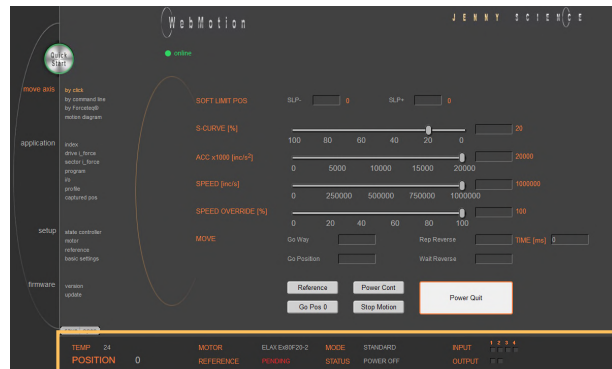 WebMotion
JENNY SCIENCE
Quick Start
online
move axis
by click
by command line
by Forceteq®
motion diagram
application
index
drive i_force
sector i_force
program
i/o
profile
captured pos
setup
state controller
motor
reference
basic settings
firmware
version
update
SOFT LIMIT POS SLP- 0 SLP+ 0
S-CURVE [%] 20
100 80 60 40 20 0
ACC x1000 [inc/s²] 20000
0 5000 10000 15000 20000
SPEED [inc/s] 1000000
0 250000 500000 750000 1000000
SPEED OVERRIDE [%] 100
0 20 40 60 80 100
MOVE Go Way Rep Reverse TIME [ms] 0
Go Position Wait Reverse
Reference Power Cont Power Quit
Go Pos 0 Stop Motion
TEMP 24 MOTOR ELAX Ex80F20-2 MODE STANDARD INPUT 1 2 3 4
POSITION 0 REFERENCE PENDING STATUS POWER OFF OUTPUT